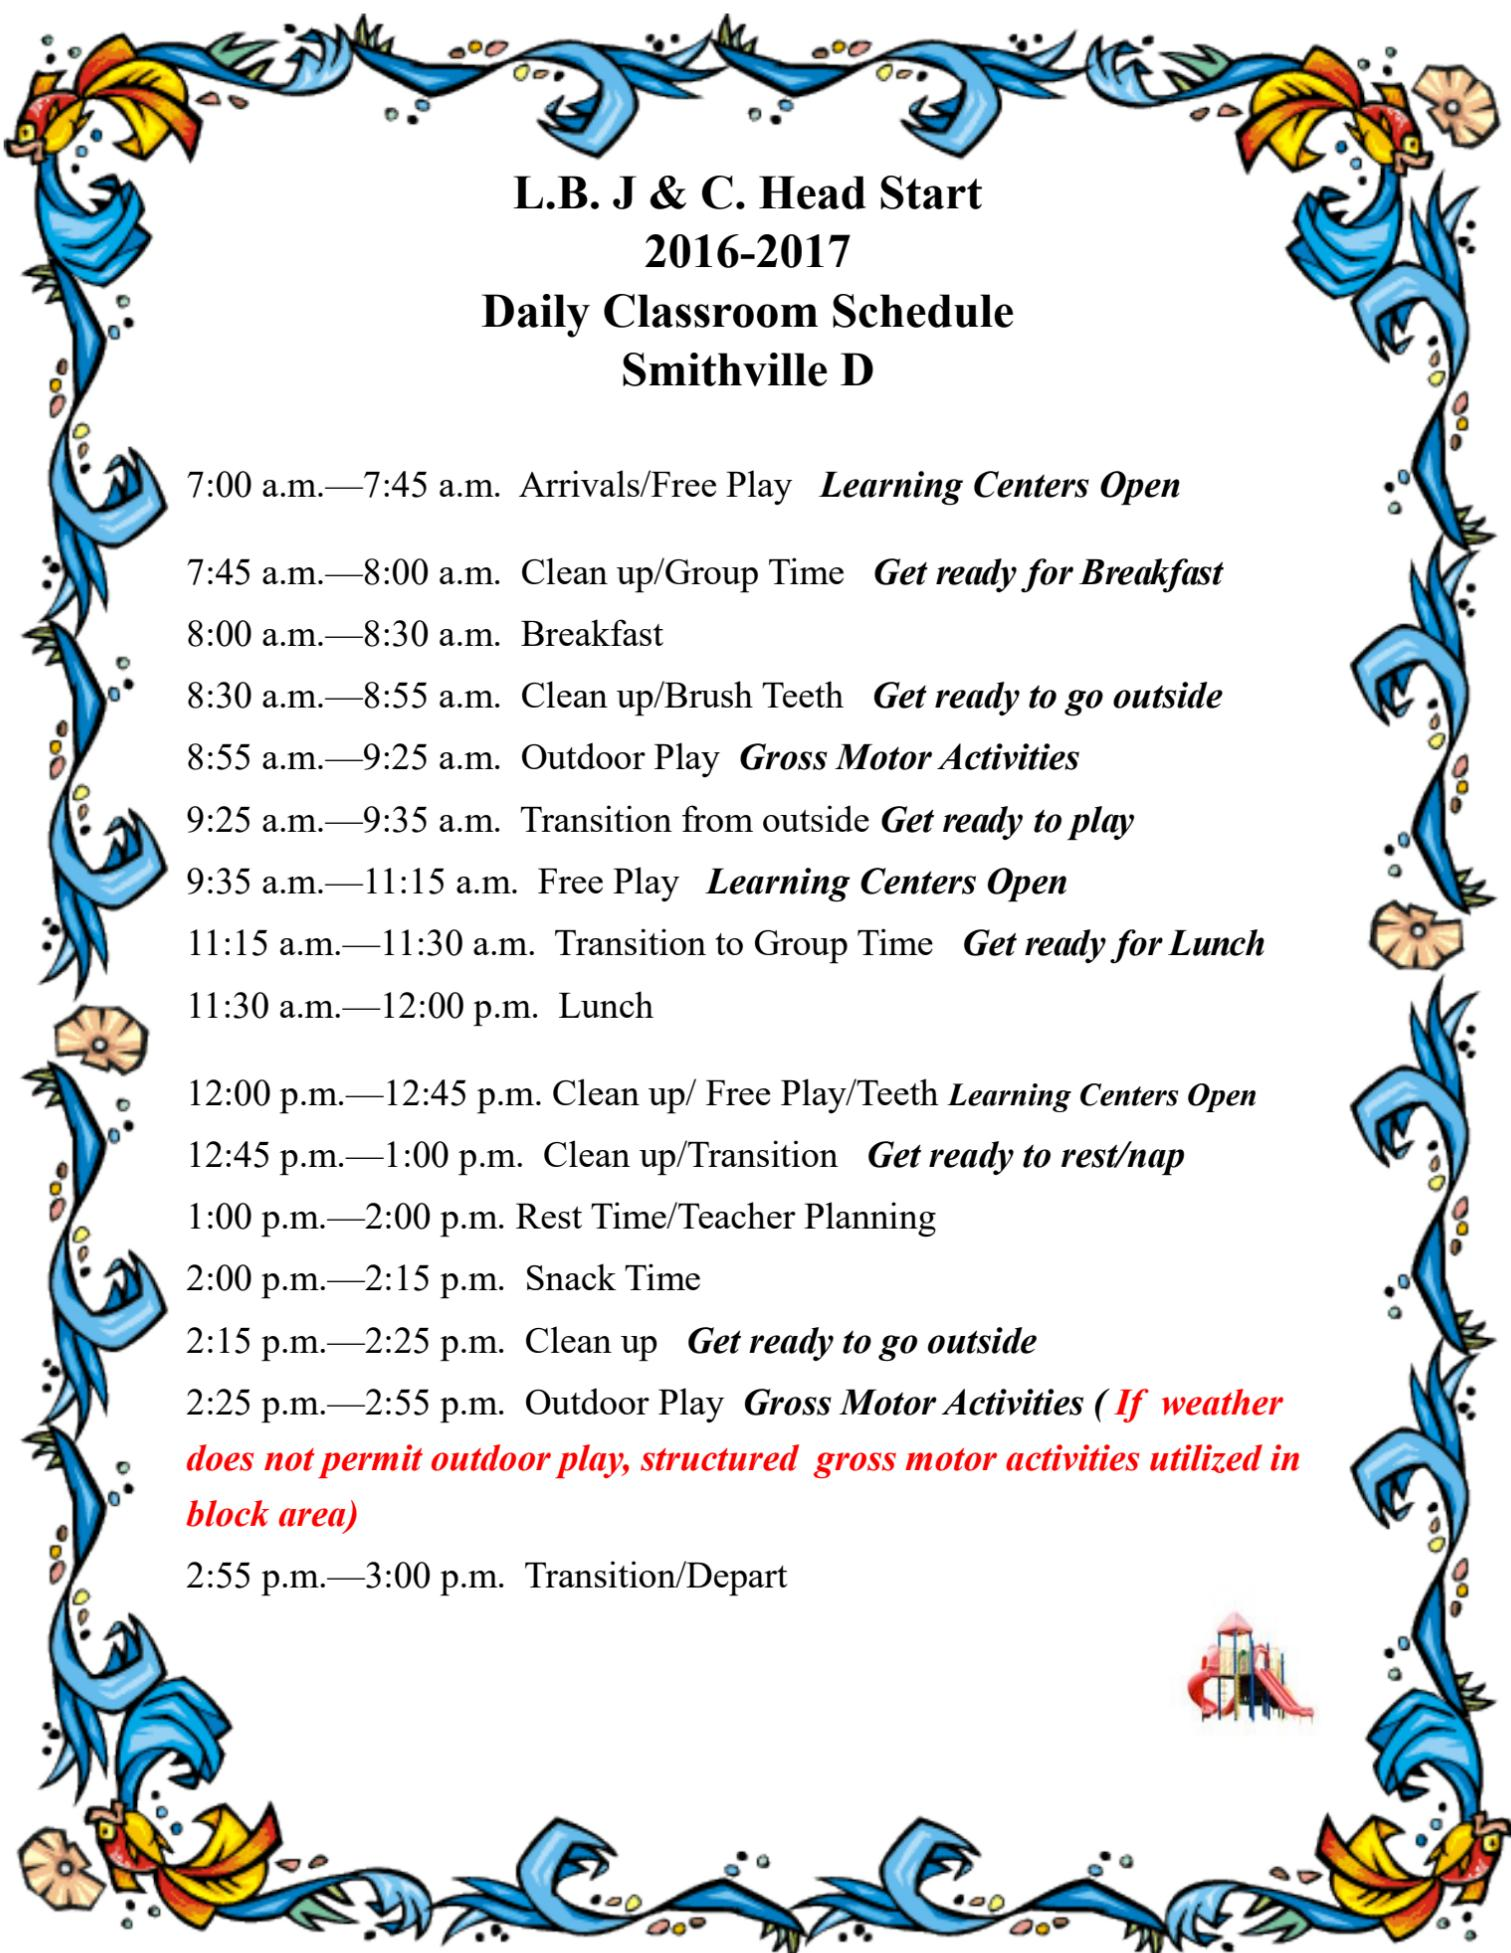 L.B. J & C. Head Start
2016-2017
Daily Classroom Schedule
Smithville D
7:00 a.m.—7:45 a.m.  Arrivals/Free Play   Learning Centers Open
7:45 a.m.—8:00 a.m.  Clean up/Group Time   Get ready for Breakfast
8:00 a.m.—8:30 a.m.  Breakfast
8:30 a.m.—8:55 a.m.  Clean up/Brush Teeth   Get ready to go outside
8:55 a.m.—9:25 a.m.  Outdoor Play  Gross Motor Activities
9:25 a.m.—9:35 a.m.  Transition from outside Get ready to play
9:35 a.m.—11:15 a.m.  Free Play   Learning Centers Open
11:15 a.m.—11:30 a.m.  Transition to Group Time   Get ready for Lunch
11:30 a.m.—12:00 p.m.  Lunch
12:00 p.m.—12:45 p.m. Clean up/ Free Play/Teeth Learning Centers Open
12:45 p.m.—1:00 p.m.  Clean up/Transition   Get ready to rest/nap
1:00 p.m.—2:00 p.m. Rest Time/Teacher Planning
2:00 p.m.—2:15 p.m.  Snack Time
2:15 p.m.—2:25 p.m.  Clean up   Get ready to go outside
2:25 p.m.—2:55 p.m.  Outdoor Play  Gross Motor Activities ( If  weather
does not permit outdoor play, structured  gross motor activities utilized in
block area)
2:55 p.m.—3:00 p.m.  Transition/Depart